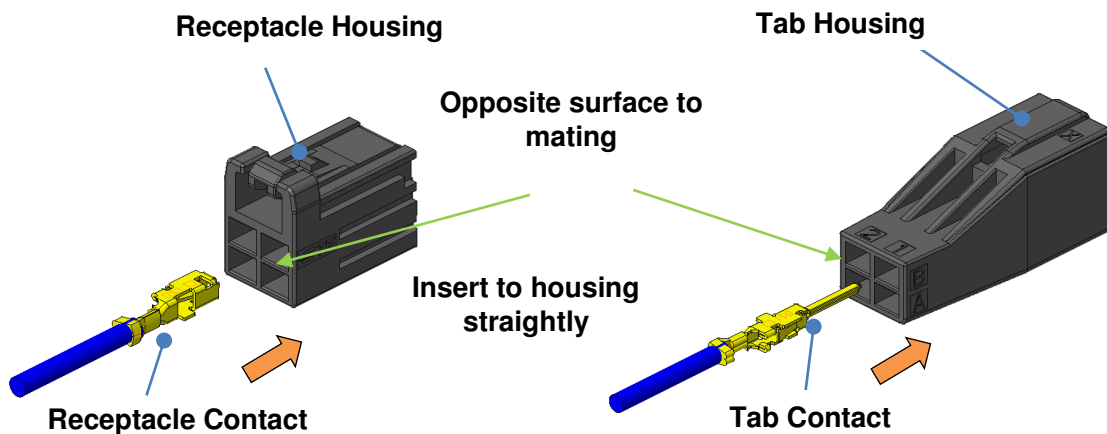 Receptacle Housing
Tab Housing
Opposite surface to
mating
2 1
B
A
Insert to housing
straightly
Receptacle Contact
Tab Contact